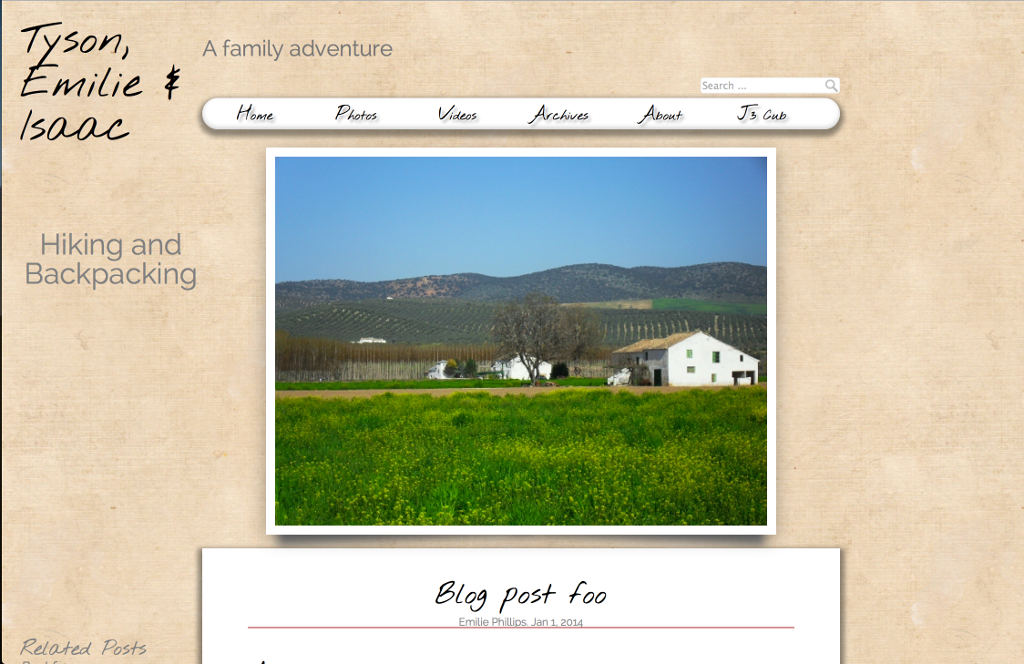 Tyson,
Emilie &
Isaac
A family adventure
Search ...
Home Photos Videos Archives About J3 Cub
Hiking and
Backpacking
Blog post foo
Emilie Phillips. Jan 1, 2014
Related Posts